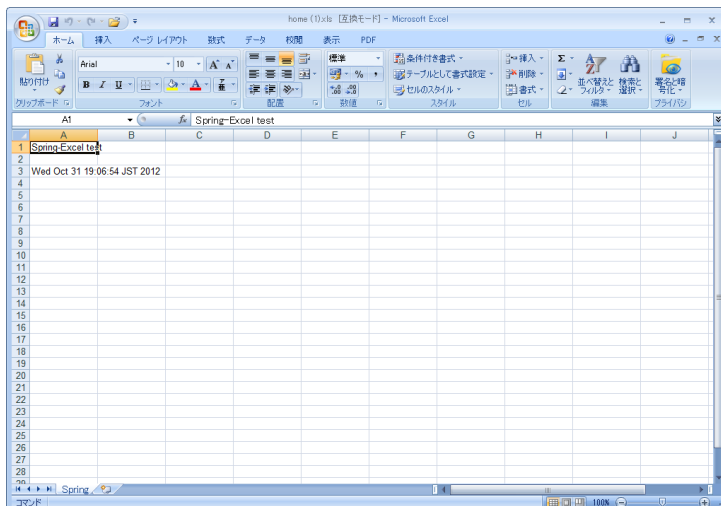 home (1).xls [互換モード] - Microsoft Excel
ホーム 挿入 ページ レイアウト 数式 データ 校閲 表示 PDF
貼り付け
クリップボード
Arial 10
B I U
フォント
配置
標準
% ,
数値
条件付き書式
テーブルとして書式設定
セルのスタイル
スタイル
挿入
削除
書式
セル
Σ
並べ替えと
フィルタ
検索と
選択
編集
署名と暗
号化
プライバシ
A1 fx Spring-Excel test
A B C D E F G H I J
1 Spring-Excel test
2
3 Wed Oct 31 19:06:54 JST 2012
4
5
6
7
8
9
10
11
12
13
14
15
16
17
18
19
20
21
22
23
24
25
26
27
28
29
Spring
コマンド 100%